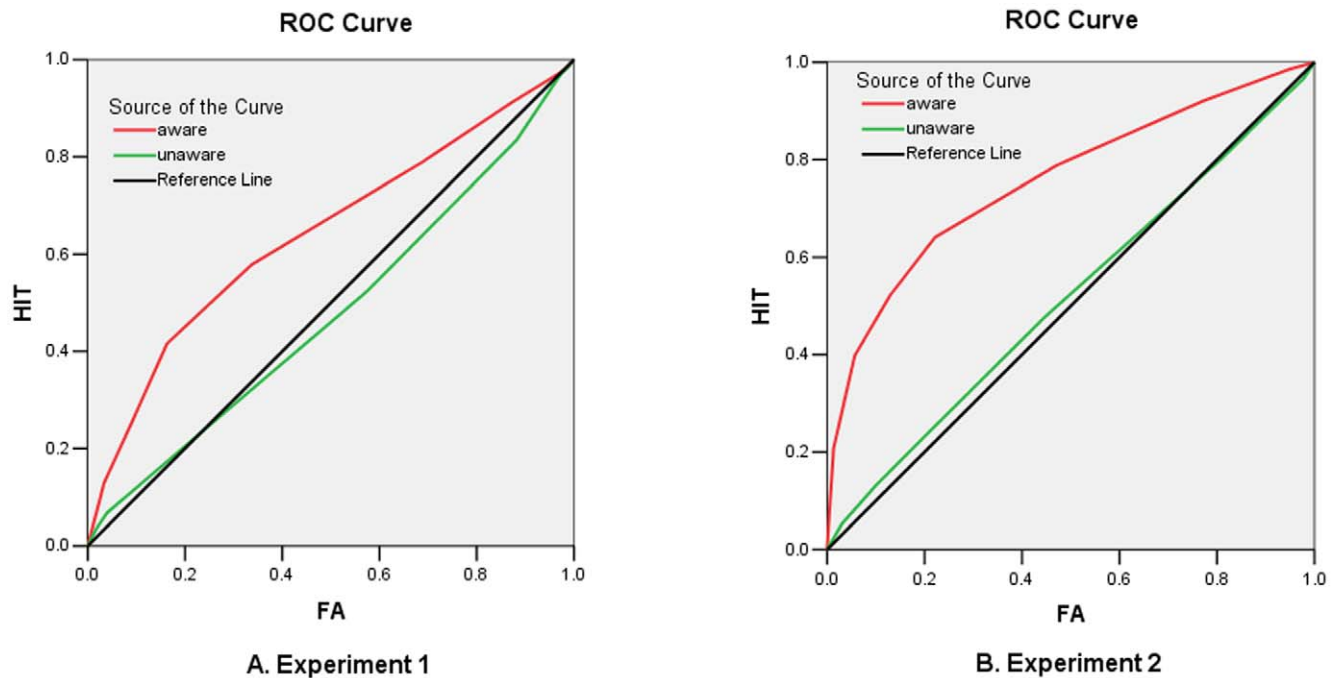 ROC Curve
1.0
0.8
0.6
0.4
0.2
0.0
HIT
Source of the Curve
aware
unaware
Reference Line
0.0 0.2 0.4 0.6 0.8 1.0
FA
A. Experiment 1
ROC Curve
1.0
0.8
0.6
0.4
0.2
0.0
HIT
Source of the Curve
aware
unaware
Reference Line
0.0 0.2 0.4 0.6 0.8 1.0
FA
B. Experiment 2